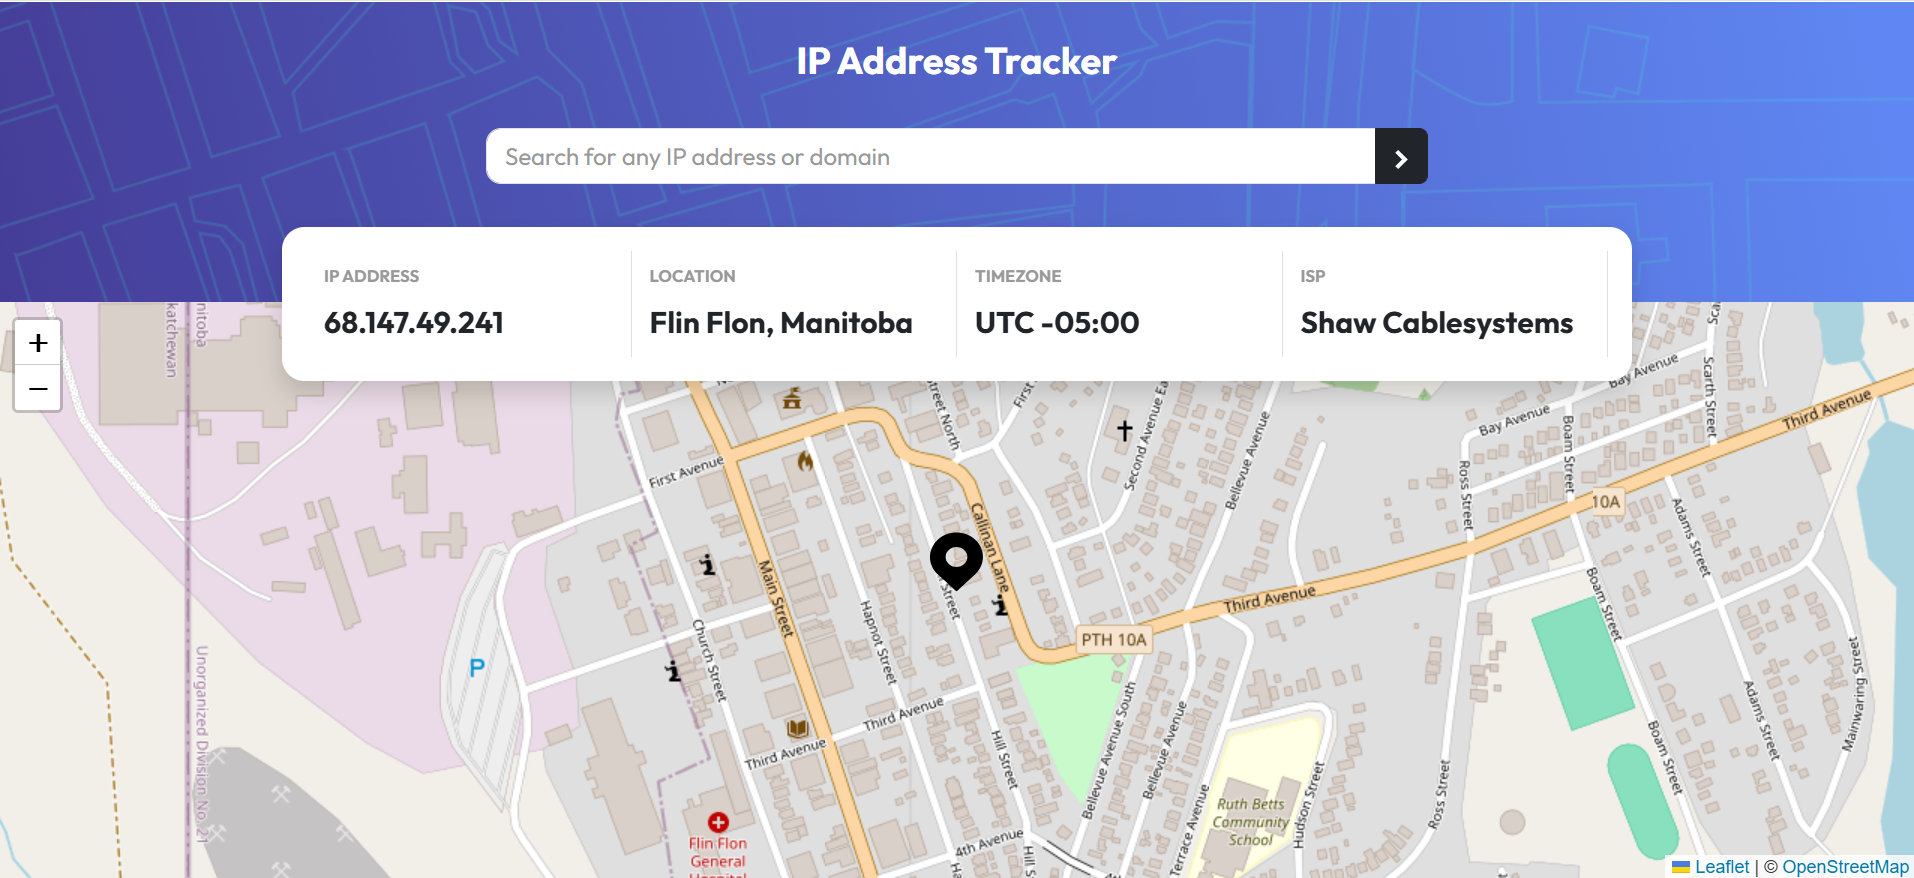 IP Address Tracker
Search for any IP address or domain
IP ADDRESS
68.147.49.241
LOCATION
Flin Flon, Manitoba
TIMEZONE
UTC -05:00
ISP
Shaw Cablesystems
+
−
katchewan
nitoba
Unorganized Division No. 21
First Avenue
treet North
First
Second Avenue Ea
Bellevue Avenue
Bay Avenue
Bay Avenue
Scarth Street
Third Avenue
Boam Street
Ross Street
10A
Adams Street
Callinan Lane
Main Street
Street
Hapnot Street
Church Street
Third Avenue
PTH 10A
Boam Street
P
Third Avenue
Third Avenue
Hill Street
Bellevue Avenue South
Bellevue Avenue
Terrace Avenue
Hudson Street
Ross Street
Boam Street
Adams Street
Mainwaring Street
Ruth Betts
Community
School
4th Avenue
Hill S
Flin Flon
General
Hospital
Leaflet | © OpenStreetMap